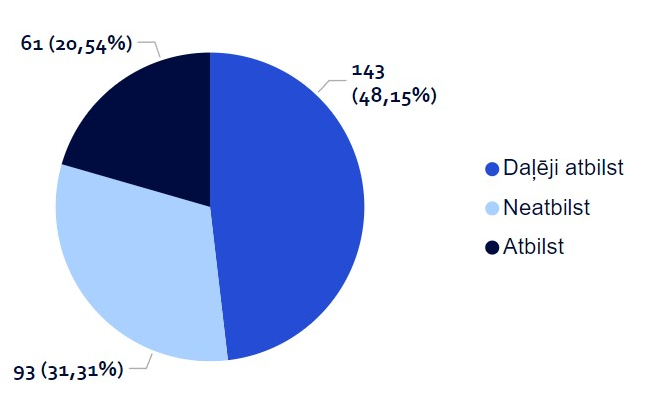 61 (20,54%)
143
(48,15%)
Daļēji atbilst
Neatbilst
Atbilst
93 (31,31%)